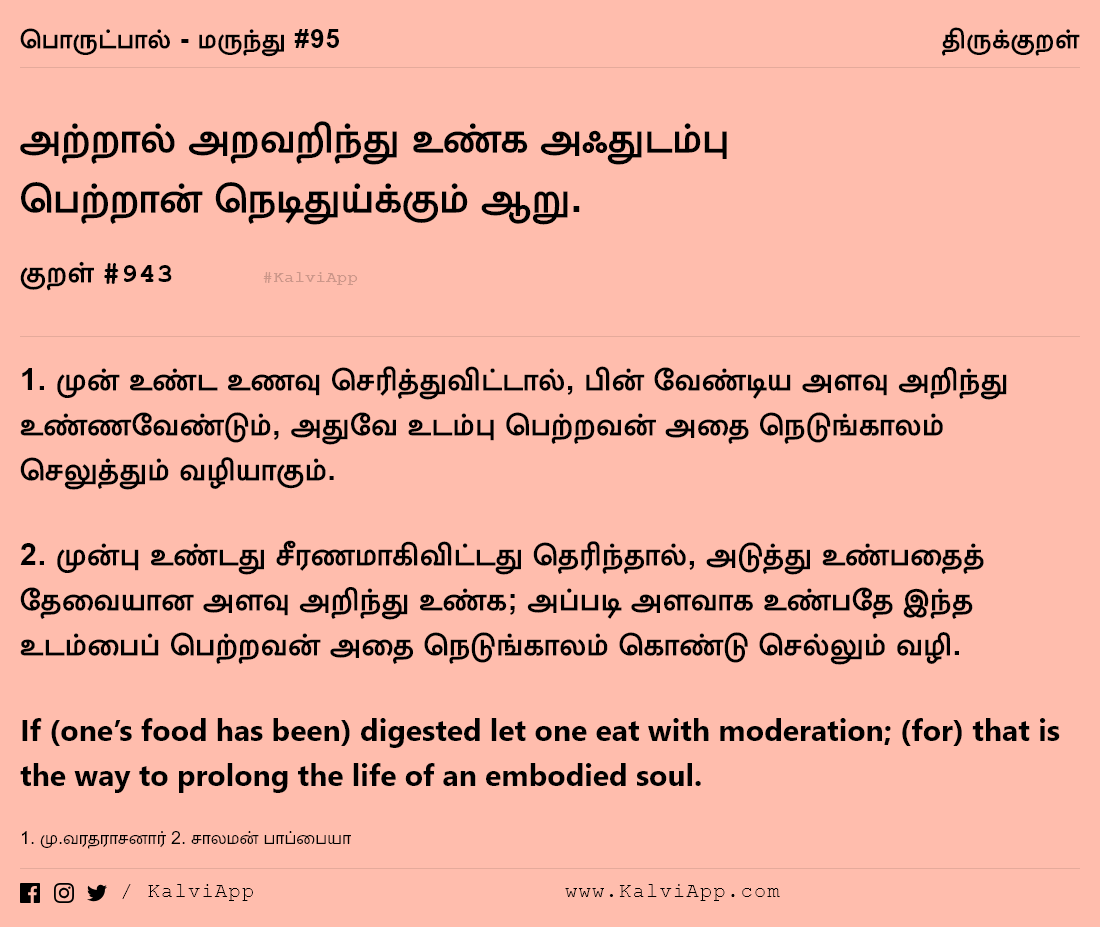 பொருட்பால் - மருந்து #95 திருக்குறள்
அற்றால் அறவறிந்து உண்க அஃதுடம்பு
பெற்றான் நெடிதுய்க்கும் ஆறு.
குறள் #943 #KalviApp
1. முன் உண்ட உணவு செரித்துவிட்டால், பின் வேண்டிய அளவு அறிந்து
உண்ணவேண்டும், அதுவே உடம்பு பெற்றவன் அதை நெடுங்காலம்
செலுத்தும் வழியாகும்.
2. முன்பு உண்டது சீரணமாகிவிட்டது தெரிந்தால், அடுத்து உண்பதைத்
தேவையான அளவு அறிந்து உண்க; அப்படி அளவாக உண்பதே இந்த
உடம்பைப் பெற்றவன் அதை நெடுங்காலம் கொண்டு செல்லும் வழி.
If (one’s food has been) digested let one eat with moderation; (for) that is
the way to prolong the life of an embodied soul.
1. மு.வரதராசனார் 2. சாலமன் பாப்பையா
/ KalviApp www.KalviApp.com